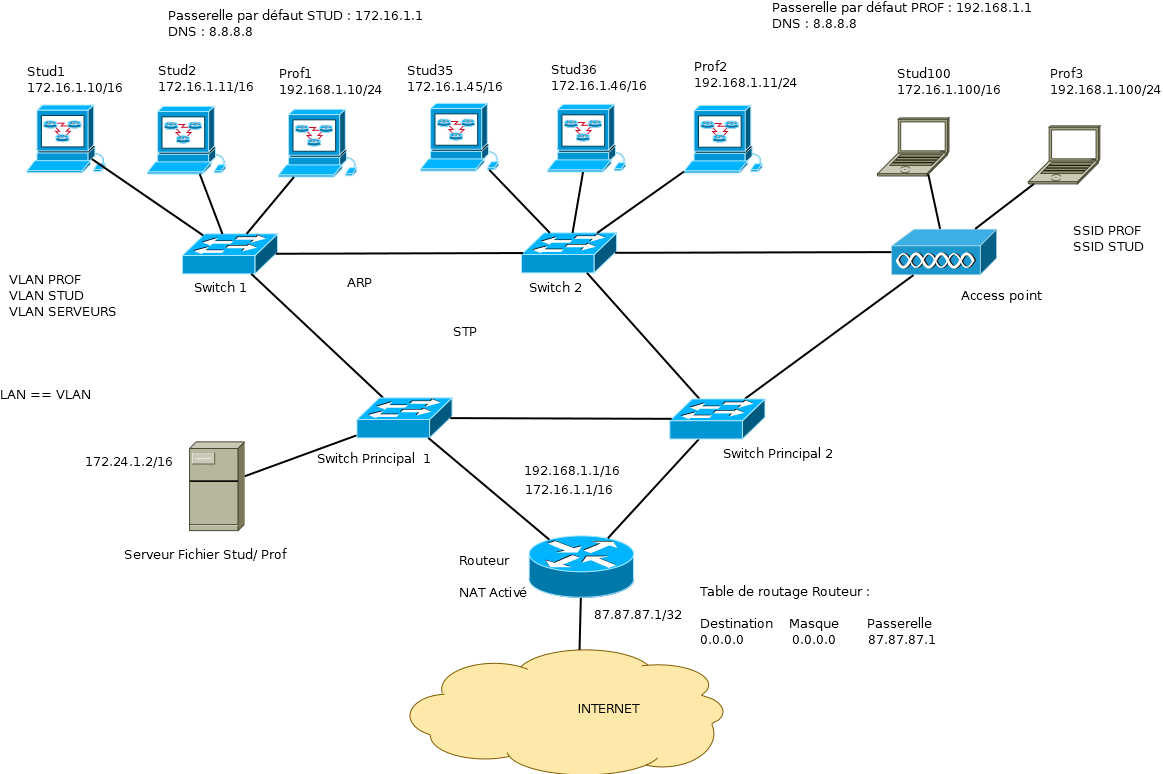 Passerelle par défaut STUD : 172.16.1.1
DNS : 8.8.8.8
Passerelle par défaut PROF : 192.168.1.1
DNS : 8.8.8.8
Stud1
172.16.1.10/16
Stud2
172.16.1.11/16
Prof1
192.168.1.10/24
Stud35
172.16.1.45/16
Stud36
172.16.1.46/16
Prof2
192.168.1.11/24
Stud100
172.16.1.100/16
Prof3
192.168.1.100/24
SSID PROF
SSID STUD
Switch 1
ARP
Switch 2
Access point
VLAN PROF
VLAN STUD
VLAN SERVEURS
STP
LAN == VLAN
172.24.1.2/16
Switch Principal 1
Switch Principal 2
192.168.1.1/16
172.16.1.1/16
Serveur Fichier Stud/ Prof
Routeur
NAT Activé
87.87.87.1/32
Table de routage Routeur :
Destination Masque Passerelle
0.0.0.0 0.0.0.0 87.87.87.1
INTERNET